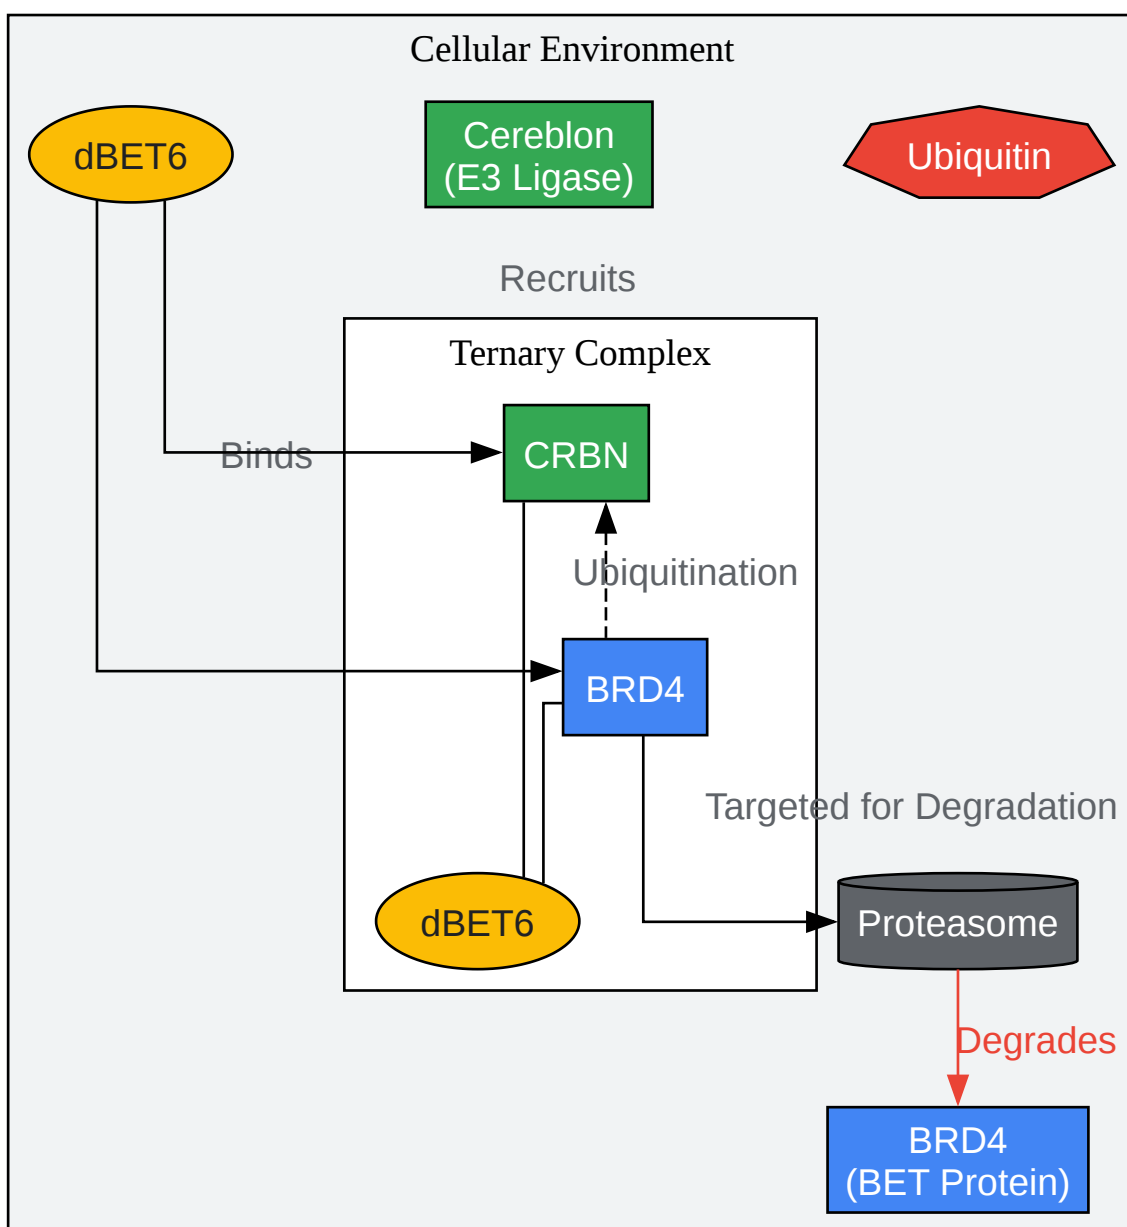 Cellular Environment
dBET6
Cereblon
(E3 Ligase)
Ubiquitin
Recruits
Ternary Complex
Binds
CRBN
Ubiquitination
BRD4
Targeted for Degradation
dBET6
Proteasome
Degrades
BRD4
(BET Protein)